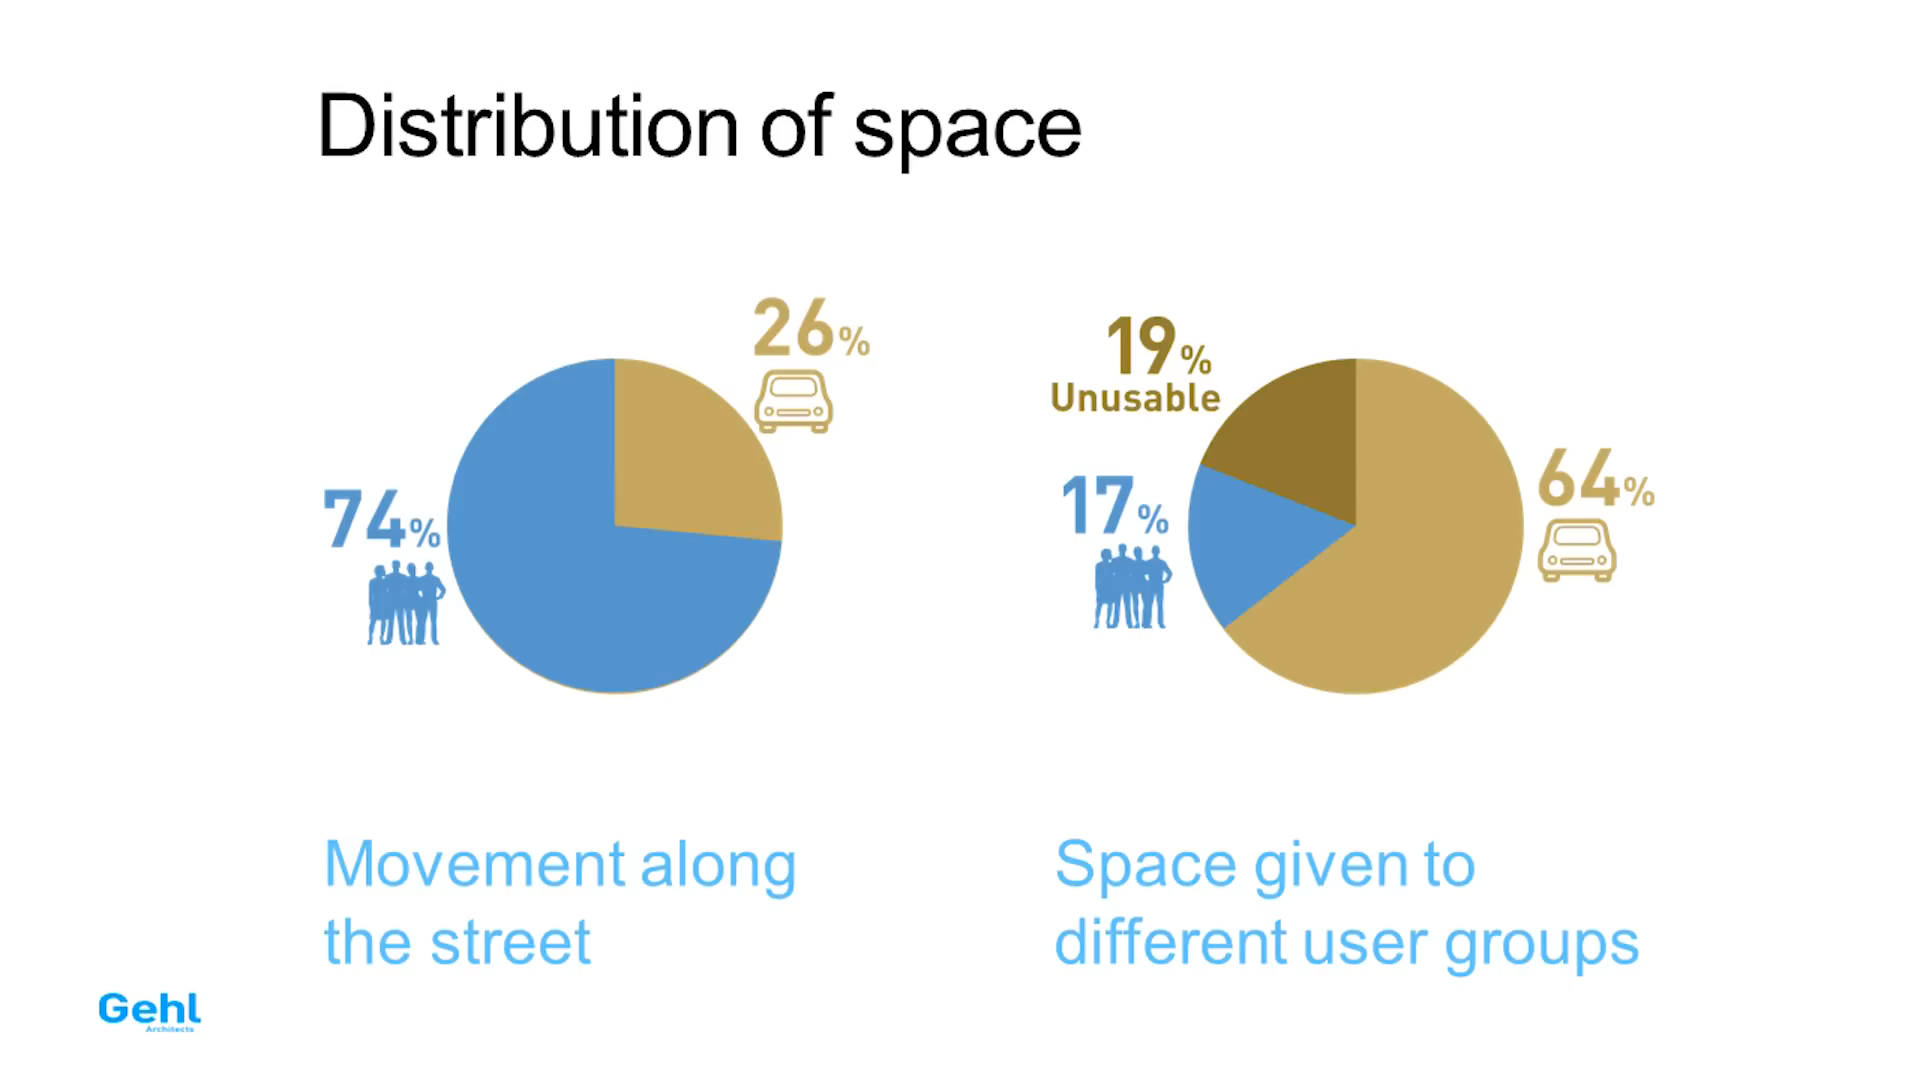 Distribution of space
26%
74%
19%
Unusable
17%
64%
Movement along
the street
Space given to
different user groups
Gehl
Architects